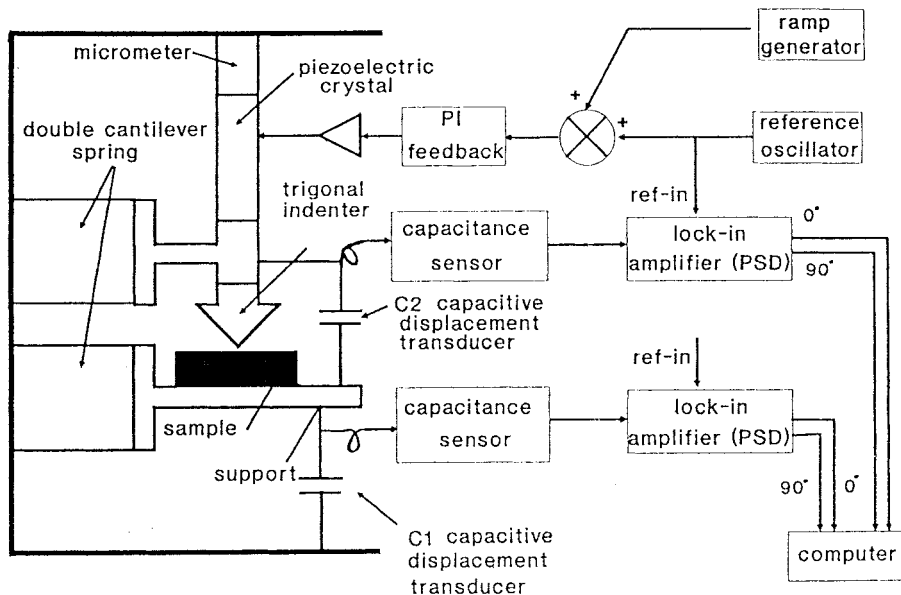 ramp
generator
micrometer
piezoelectric
crystal
double cantilever
spring
PI
feedback
+
+
reference
oscillator
trigonal
indenter
ref-in
capacitance
sensor
lock-in
amplifier (PSD)
0°
90°
C2 capacitive
displacement
transducer
ref-in
capacitance
sensor
lock-in
amplifier (PSD)
sample
support
90°
0°
C1 capacitive
displacement
transducer
computer